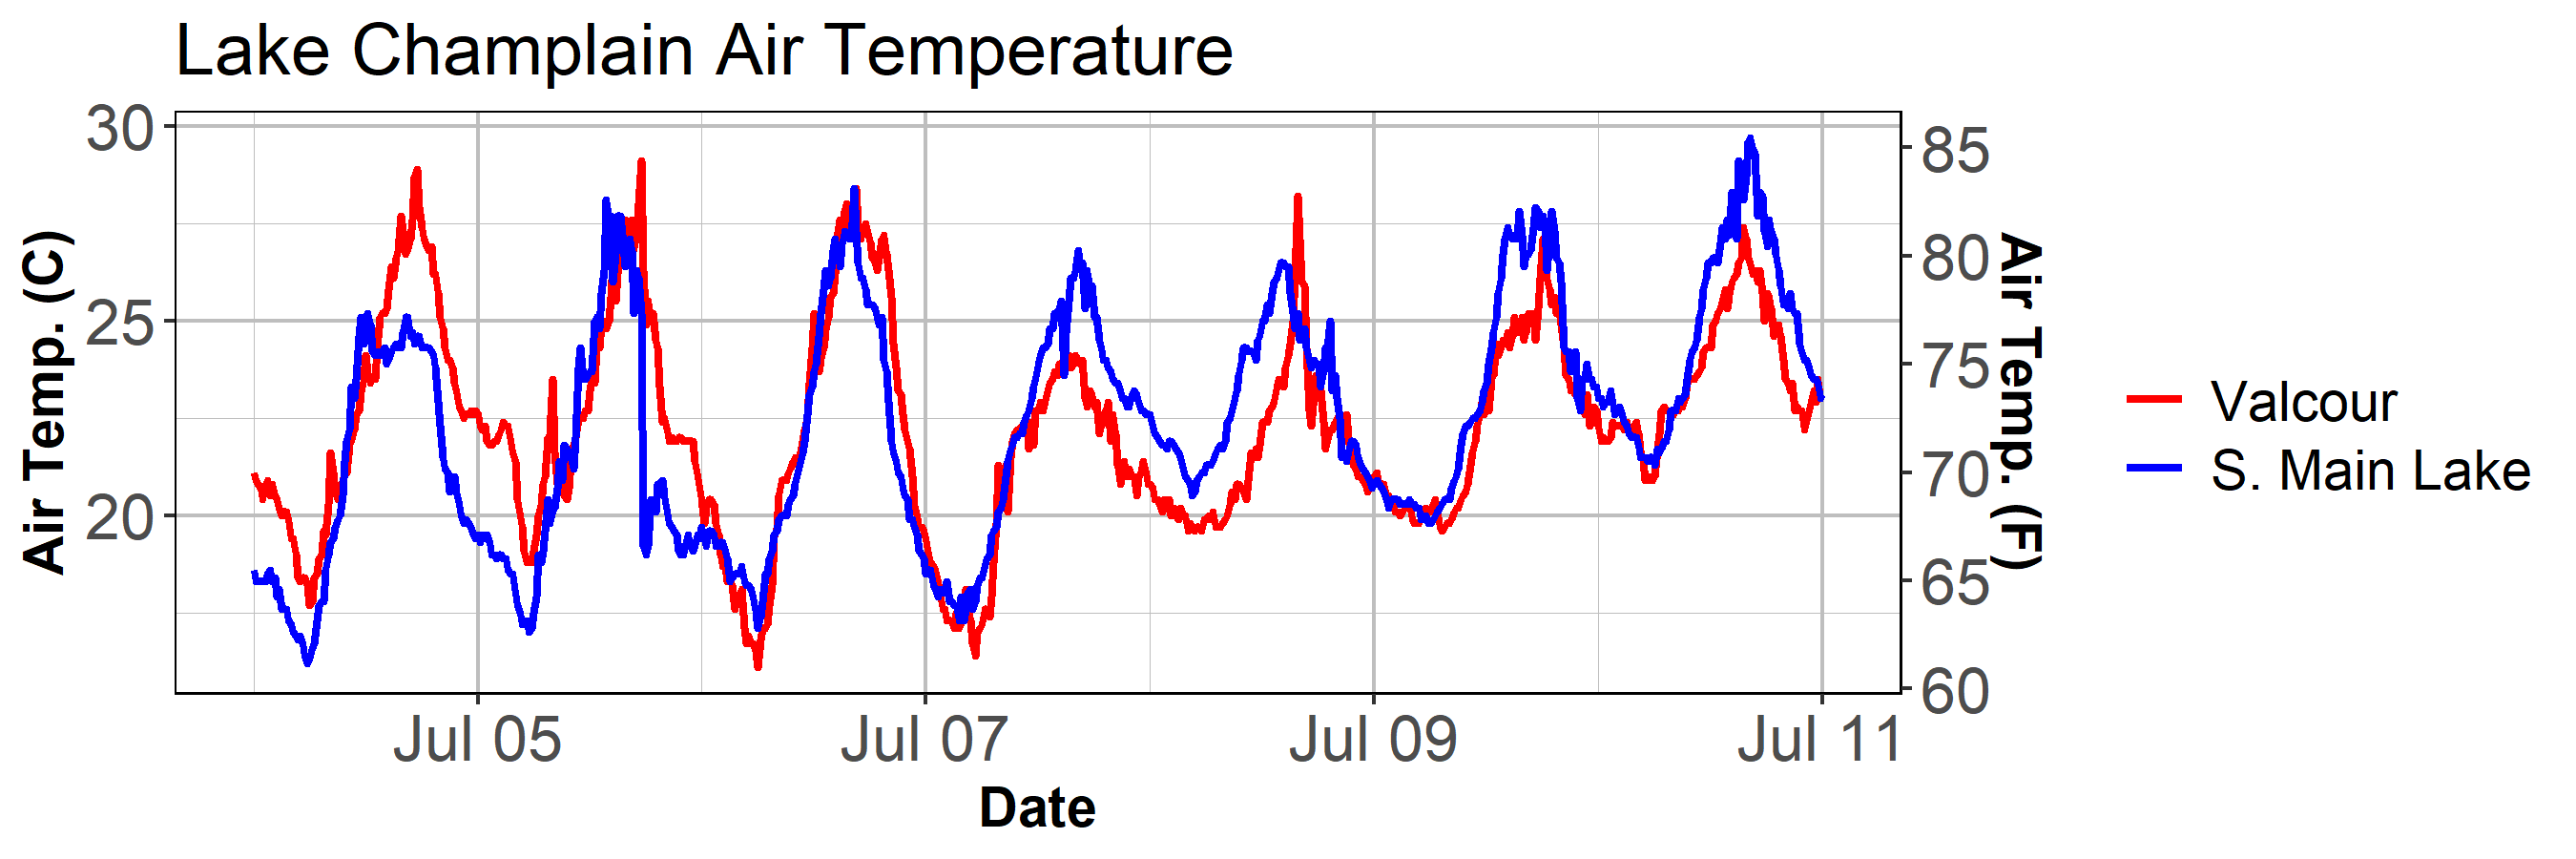 Lake Champlain Air Temperature
30
25
20
Air Temp. (C)
85
80
75
70
65
60
Air Temp. (F)
Jul 05
Jul 07
Jul 09
Jul 11
Date
Valcour
S. Main Lake